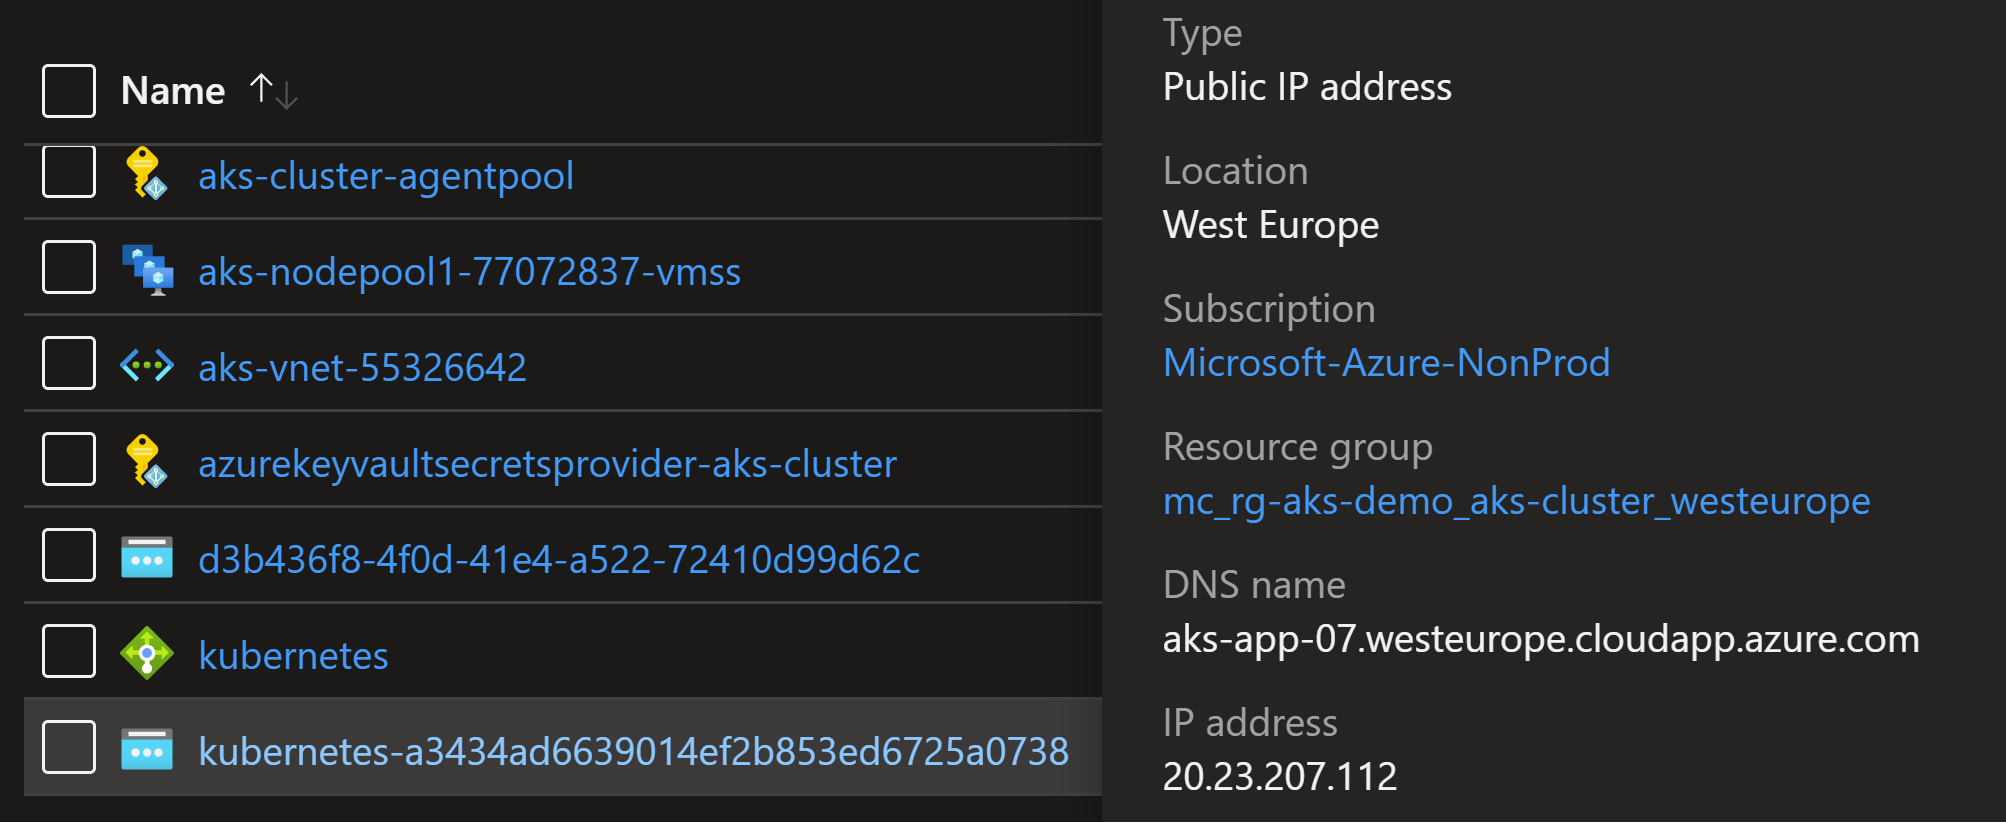 Name
aks-cluster-agentpool
aks-nodepool1-77072837-vmss
aks-vnet-55326642
azurekeyvaultsecretsprovider-aks-cluster
d3b436f8-4f0d-41e4-a522-72410d99d62c
kubernetes
kubernetes-a3434ad6639014ef2b853ed6725a0738
Type
Public IP address
Location
West Europe
Subscription
Microsoft-Azure-NonProd
Resource group
mc_rg-aks-demo_aks-cluster_westeurope
DNS name
aks-app-07.westeurope.cloudapp.azure.com
IP address
20.23.207.112